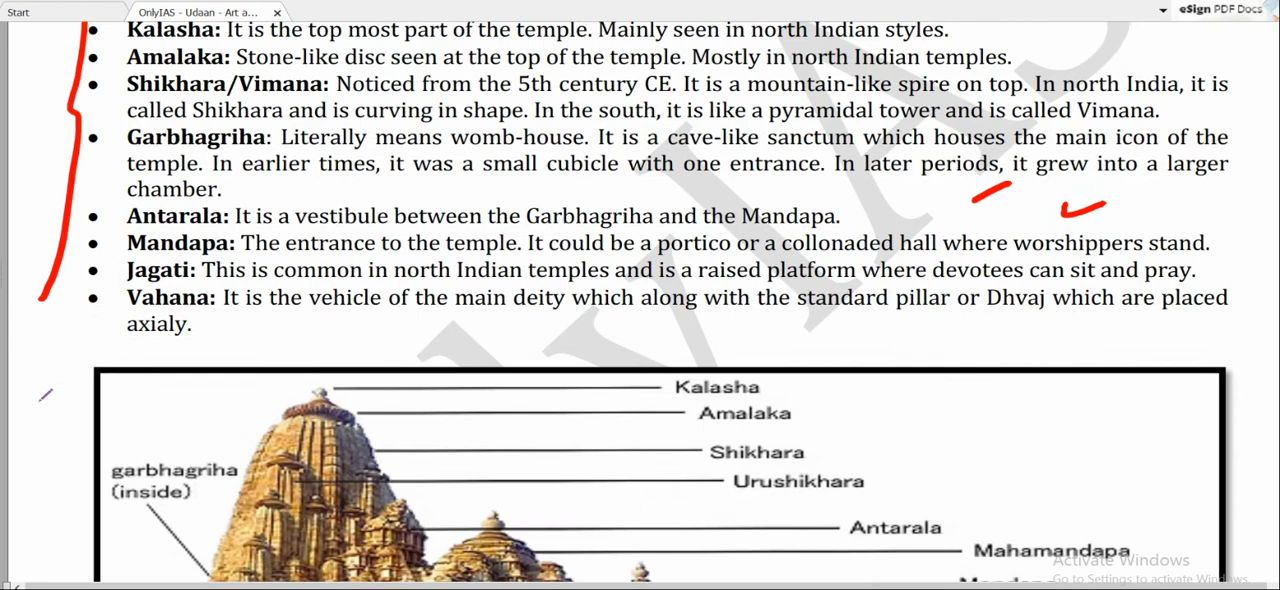 Start
OnlyIAS - Udaan - Art a...
eSign PDF Docs
• Kalasha: It is the top most part of the temple. Mainly seen in north Indian styles.
• Amalaka: Stone-like disc seen at the top of the temple. Mostly in north Indian temples.
• Shikhara/Vimana: Noticed from the 5th century CE. It is a mountain-like spire on top. In north India, it is
called Shikhara and is curving in shape. In the south, it is like a pyramidal tower and is called Vimana.
• Garbhagriha: Literally means womb-house. It is a cave-like sanctum which houses the main icon of the
temple. In earlier times, it was a small cubicle with one entrance. In later periods, it grew into a larger
chamber.
• Antarala: It is a vestibule between the Garbhagriha and the Mandapa.
• Mandapa: The entrance to the temple. It could be a portico or a collonaded hall where worshippers stand.
• Jagati: This is common in north Indian temples and is a raised platform where devotees can sit and pray.
• Vahana: It is the vehicle of the main deity which along with the standard pillar or Dhvaj which are placed
axialy.
Kalasha
Amalaka
Shikhara
garbhagriha
(inside)
Urushikhara
Antarala
Mahamandapa
Activate Windows
Go to Settings to activate Windows